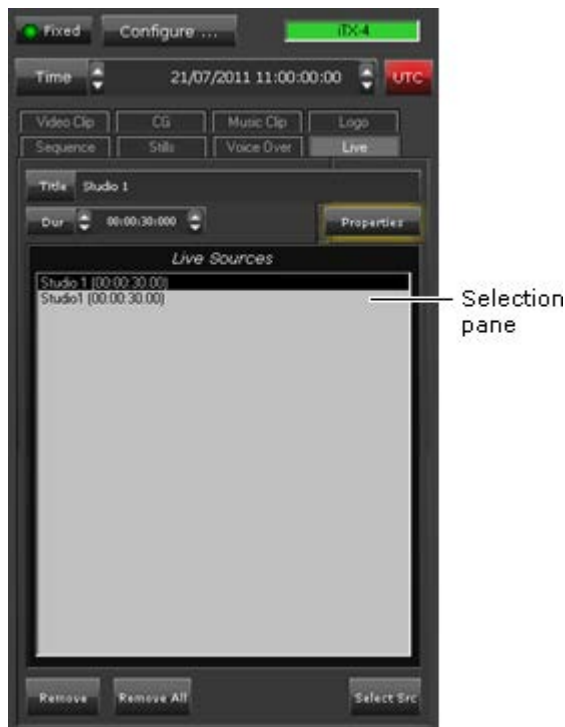 Fixed Configure ... iTX-4
Time 21/07/2011 11:00:00:00 UTC
Video Clip CG Music Clip Logo
Sequence Stills Voice Over Live
Title Studio 1
Dur 00:00:30:000 Properties
Live Sources
Studio 1 (00:00:30.00)
Studio1 (00:00:30.00)
Selection
pane
Remove Remove All Select Src